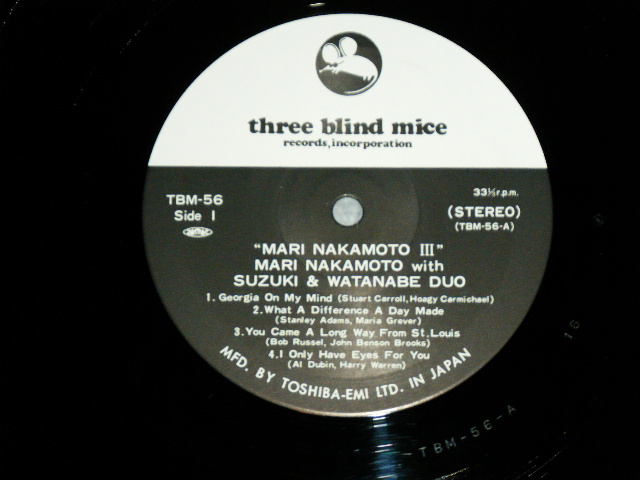 three blind mice
records, incorporation
TBM-56
Side 1
33⅓r.p.m.
(STEREO)
(TBM-56-A)
"MARI NAKAMOTO III"
MARI NAKAMOTO with
SUZUKI & WATANABE DUO
1. Georgia On My Mind (Stuart Carroll, Hoagy Carmichael)
2. What A Difference A Day Made
(Stanley Adams, Maria Grever)
3. You Came A Long Way From St. Louis
(Bob Russel, John Benson Brooks)
4. I Only Have Eyes For You
(Al Dubin, Harry Warren)
MFD. BY TOSHIBA-EMI LTD. IN JAPAN
TBM-56-A